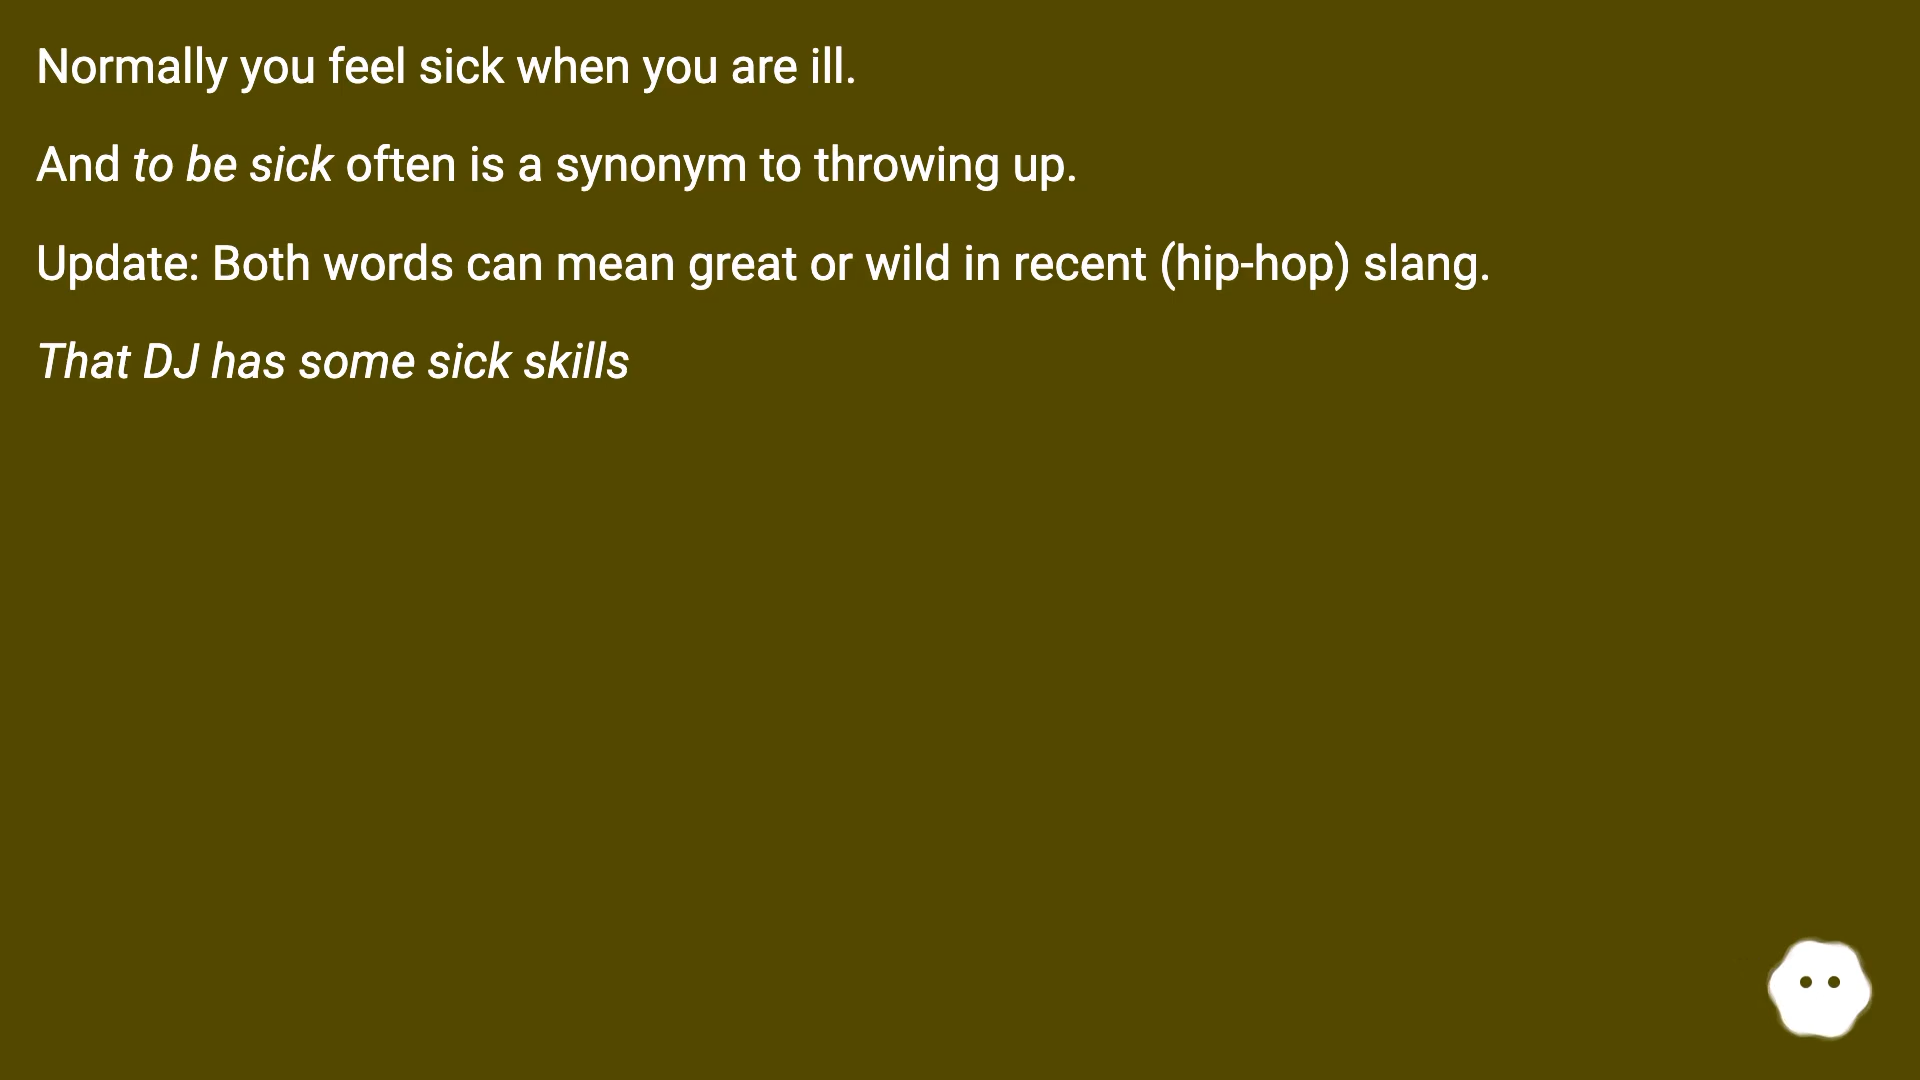 Normally you feel sick when you are ill.
And to be sick often is a synonym to throwing up.
Update: Both words can mean great or wild in recent (hip-hop) slang.
That DJ has some sick skills